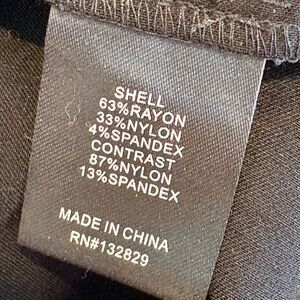 SHELL
63%RAYON
33%NYLON
4%SPANDEX
CONTRAST
87%NYLON
13%SPANDEX
MADE IN CHINA
RN#132829